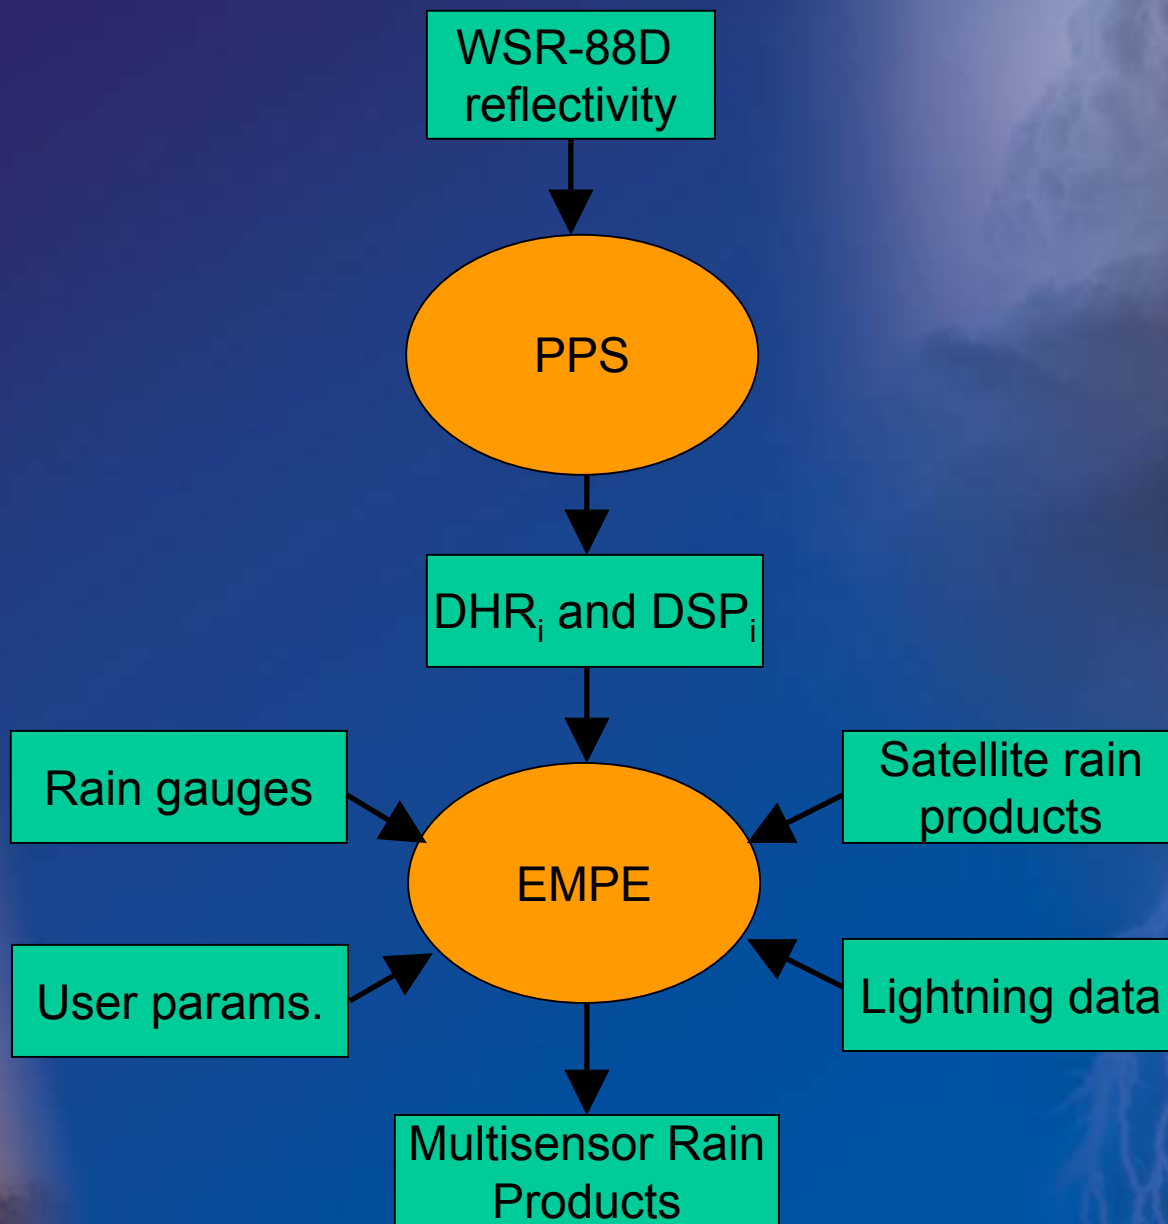 WSR-88D
reflectivity
PPS
DHRi and DSPi
Rain gauges
Satellite rain
products
EMPE
User params.
Lightning data
Multisensor Rain
Products